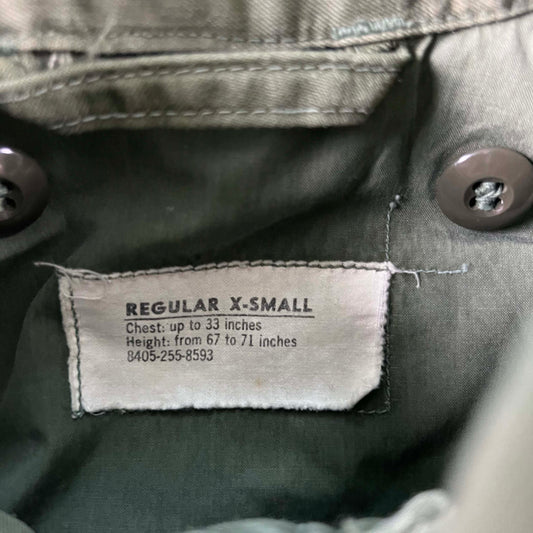 REGULAR X-SMALL
Chest: up to 33 inches
Height: from 67 to 71 inches
8405-255-8593